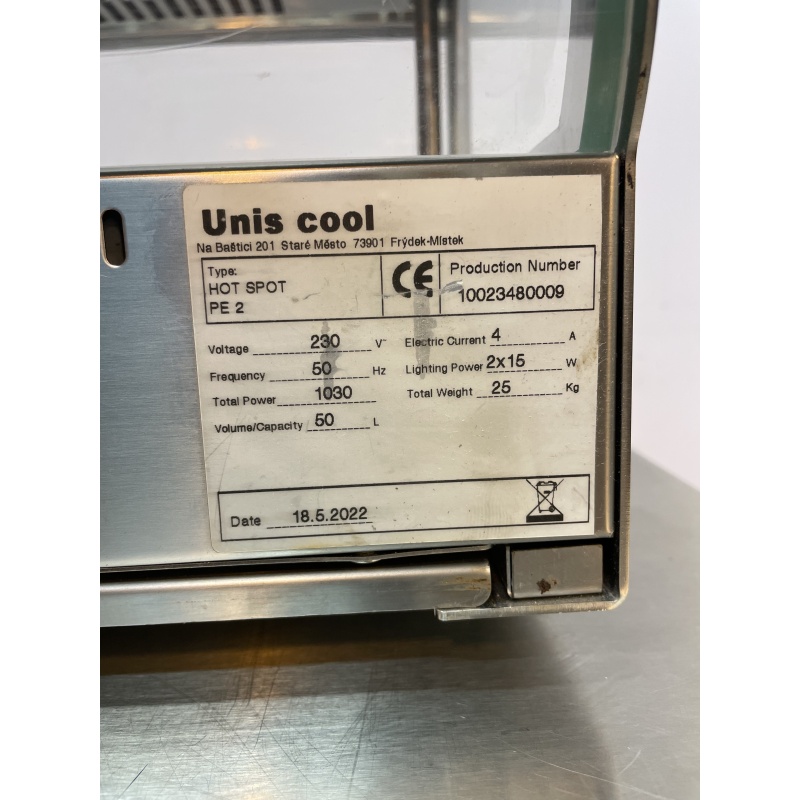 Unis cool
Na Baštici 201 Staré Město 73901 Frýdek-Místek
Type:
HOT SPOT
PE 2
CE
Production Number
10023480009
Voltage 230 V~
Electric Current 4 A
Frequency 50 Hz
Lighting Power 2x15 W
Total Power 1030
Total Weight 25 Kg
Volume/Capacity 50 L
Date 18.5.2022